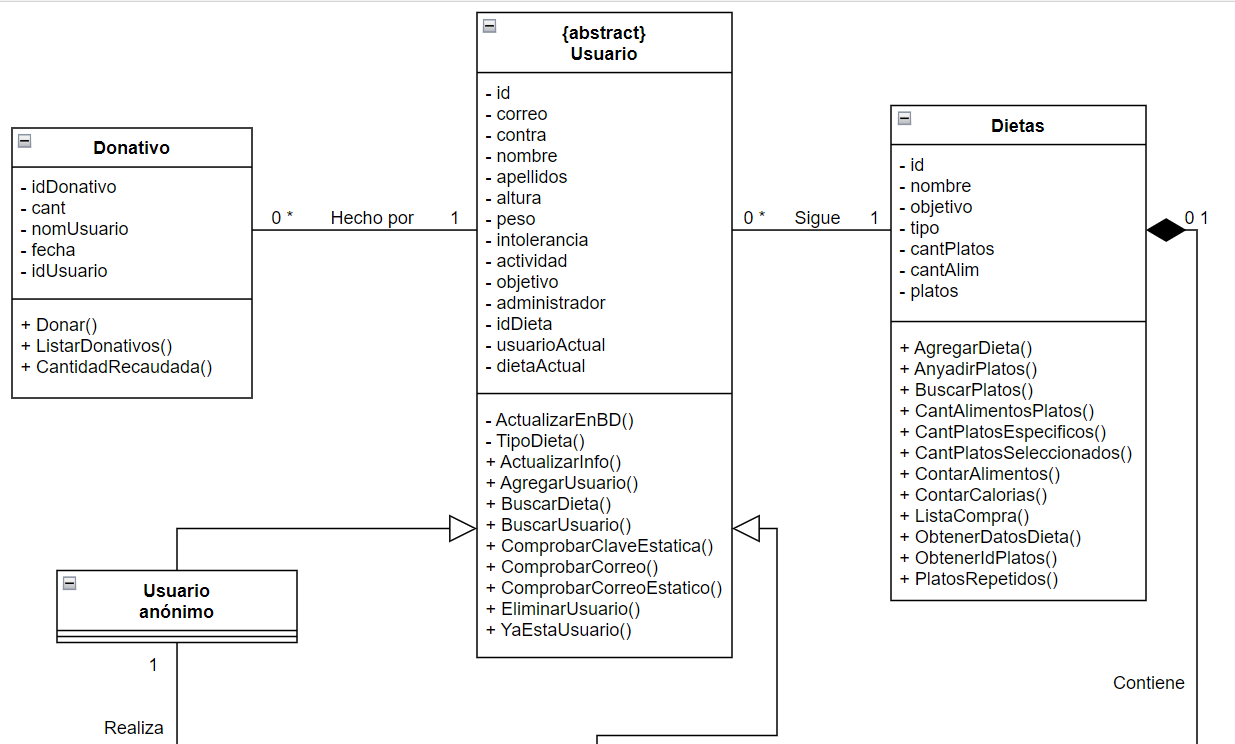 {abstract}
Usuario
- id
- correo
- contra
- nombre
- apellidos
- altura
- peso
- intolerancia
- actividad
- objetivo
- administrador
- idDieta
- usuarioActual
- dietaActual
- ActualizarEnBD()
- TipoDieta()
+ ActualizarInfo()
+ AgregarUsuario()
+ BuscarDieta()
+ BuscarUsuario()
+ ComprobarClaveEstatica()
+ ComprobarCorreo()
+ ComprobarCorreoEstatico()
+ EliminarUsuario()
+ YaEstaUsuario()
Donativo
- idDonativo
- cant
- nomUsuario
- fecha
- idUsuario
+ Donar()
+ ListarDonativos()
+ CantidadRecaudada()
0 * Hecho por 1
0 * Sigue 1
Dietas
- id
- nombre
- objetivo
- tipo
- cantPlatos
- cantAlim
- platos
+ AgregarDieta()
+ AnyadirPlatos()
+ BuscarPlatos()
+ CantAlimentosPlatos()
+ CantPlatosEspecificos()
+ CantPlatosSeleccionados()
+ ContarAlimentos()
+ ContarCalorias()
+ ListaCompra()
+ ObtenerDatosDieta()
+ ObtenerIdPlatos()
+ PlatosRepetidos()
0 1
Contiene
Usuario
anónimo
1
Realiza